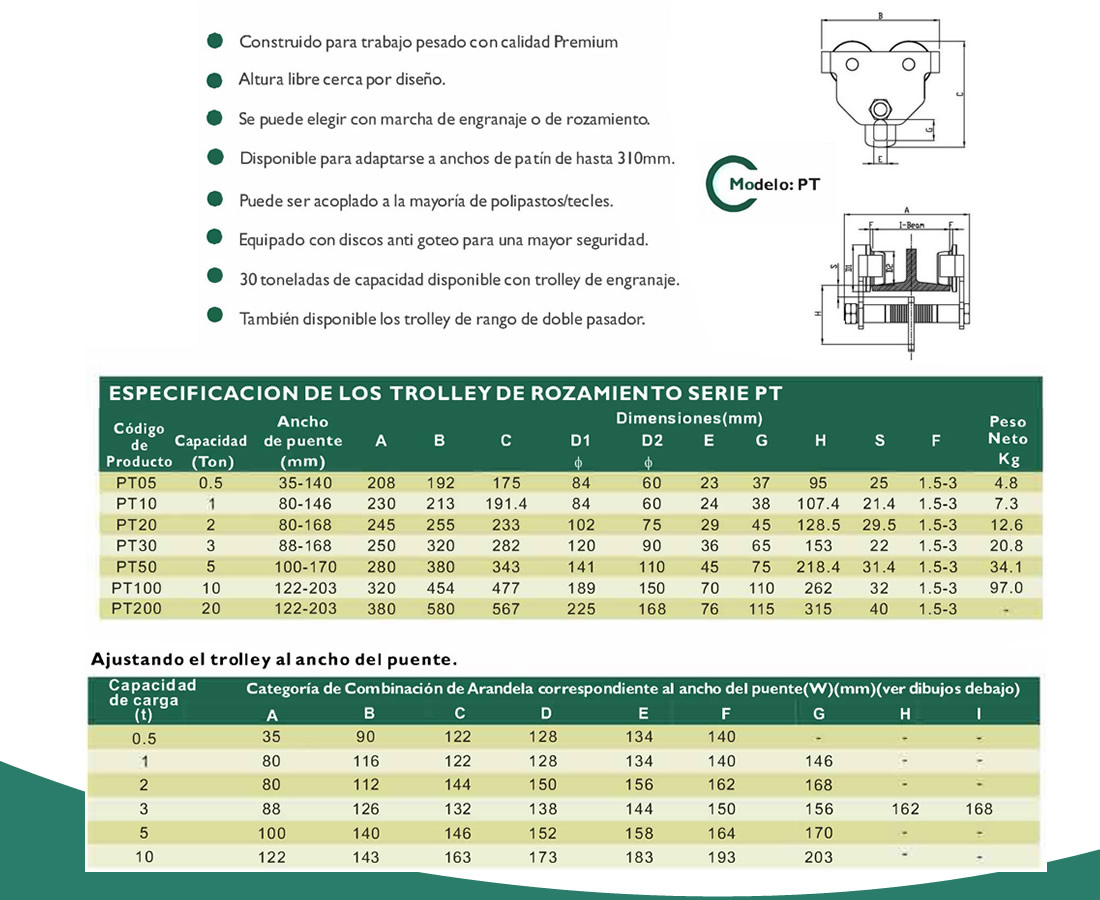 Construido para trabajo pesado con calidad Premium
Altura libre cerca por diseño.
Se puede elegir con marcha de engranaje o de rozamiento.
Disponible para adaptarse a anchos de patín de hasta 310mm.
Puede ser acoplado a la mayoría de polipastos/tecles.
Equipado con discos anti goteo para una mayor seguridad.
30 toneladas de capacidad disponible con trolley de engranaje.
También disponible los trolley de rango de doble pasador.
B
C
G
E
Modelo: PT
A
F I-Beam F
S D1 D2
H
ESPECIFICACION DE LOS TROLLEY DE ROZAMIENTO SERIE PT
Código de Producto Capacidad (Ton) Ancho de puente (mm) Dimensiones(mm) Peso Neto Kg
A B C D1 D2 E G H S F
ϕ ϕ
PT05 0.5 35-140 208 192 175 84 60 23 37 95 25 1.5-3 4.8
PT10 1 80-146 230 213 191.4 84 60 24 38 107.4 21.4 1.5-3 7.3
PT20 2 80-168 245 255 233 102 75 29 45 128.5 29.5 1.5-3 12.6
PT30 3 88-168 250 320 282 120 90 36 65 153 22 1.5-3 20.8
PT50 5 100-170 280 380 343 141 110 45 75 218.4 31.4 1.5-3 34.1
PT100 10 122-203 320 454 477 189 150 70 110 262 32 1.5-3 97.0
PT200 20 122-203 380 580 567 225 168 76 115 315 40 1.5-3 -
Ajustando el trolley al ancho del puente.
Capacidad de carga (t) Categoría de Combinación de Arandela correspondiente al ancho del puente(W)(mm)(ver dibujos debajo)
A B C D E F G H I
0.5 35 90 122 128 134 140 - - -
1 80 116 122 128 134 140 146 - -
2 80 112 144 150 156 162 168 - -
3 88 126 132 138 144 150 156 162 168
5 100 140 146 152 158 164 170 - -
10 122 143 163 173 183 193 203 - -